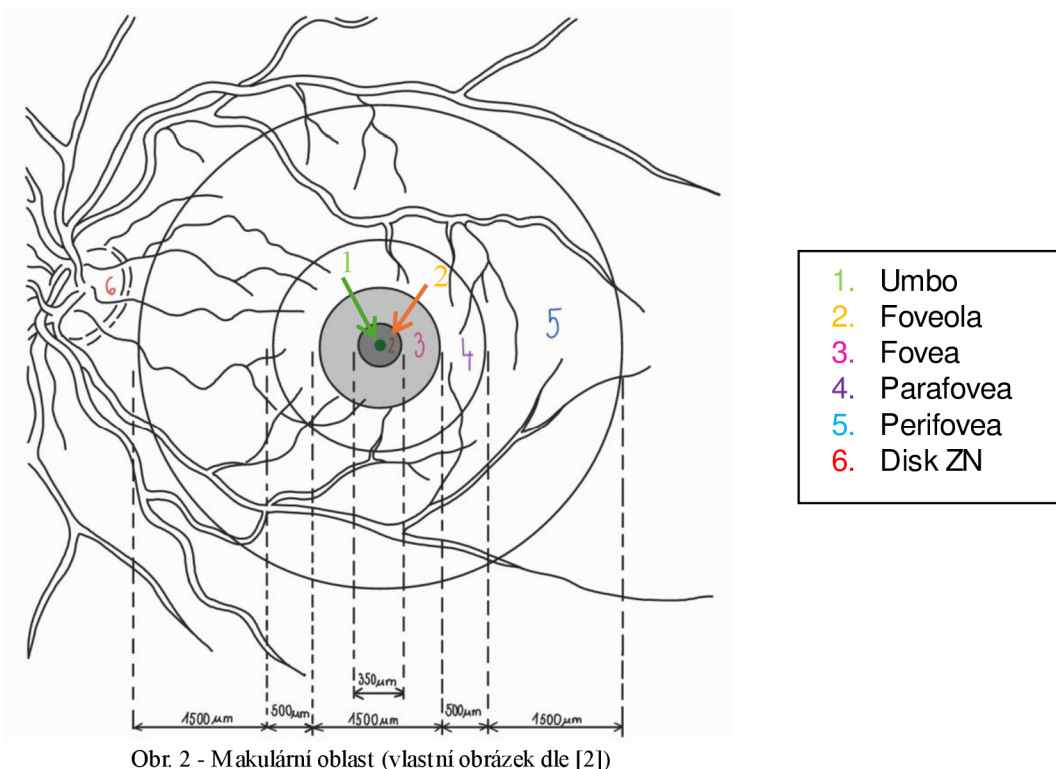 1
2
6
5
2
3
4
350µm
1500µm
500µm
1500µm
500µm
1500µm
1. Umbo
2. Foveola
3. Fovea
4. Parafovea
5. Perifovea
6. Disk ZN
Obr. 2 - Makulární oblast (vlastní obrázek dle [2])